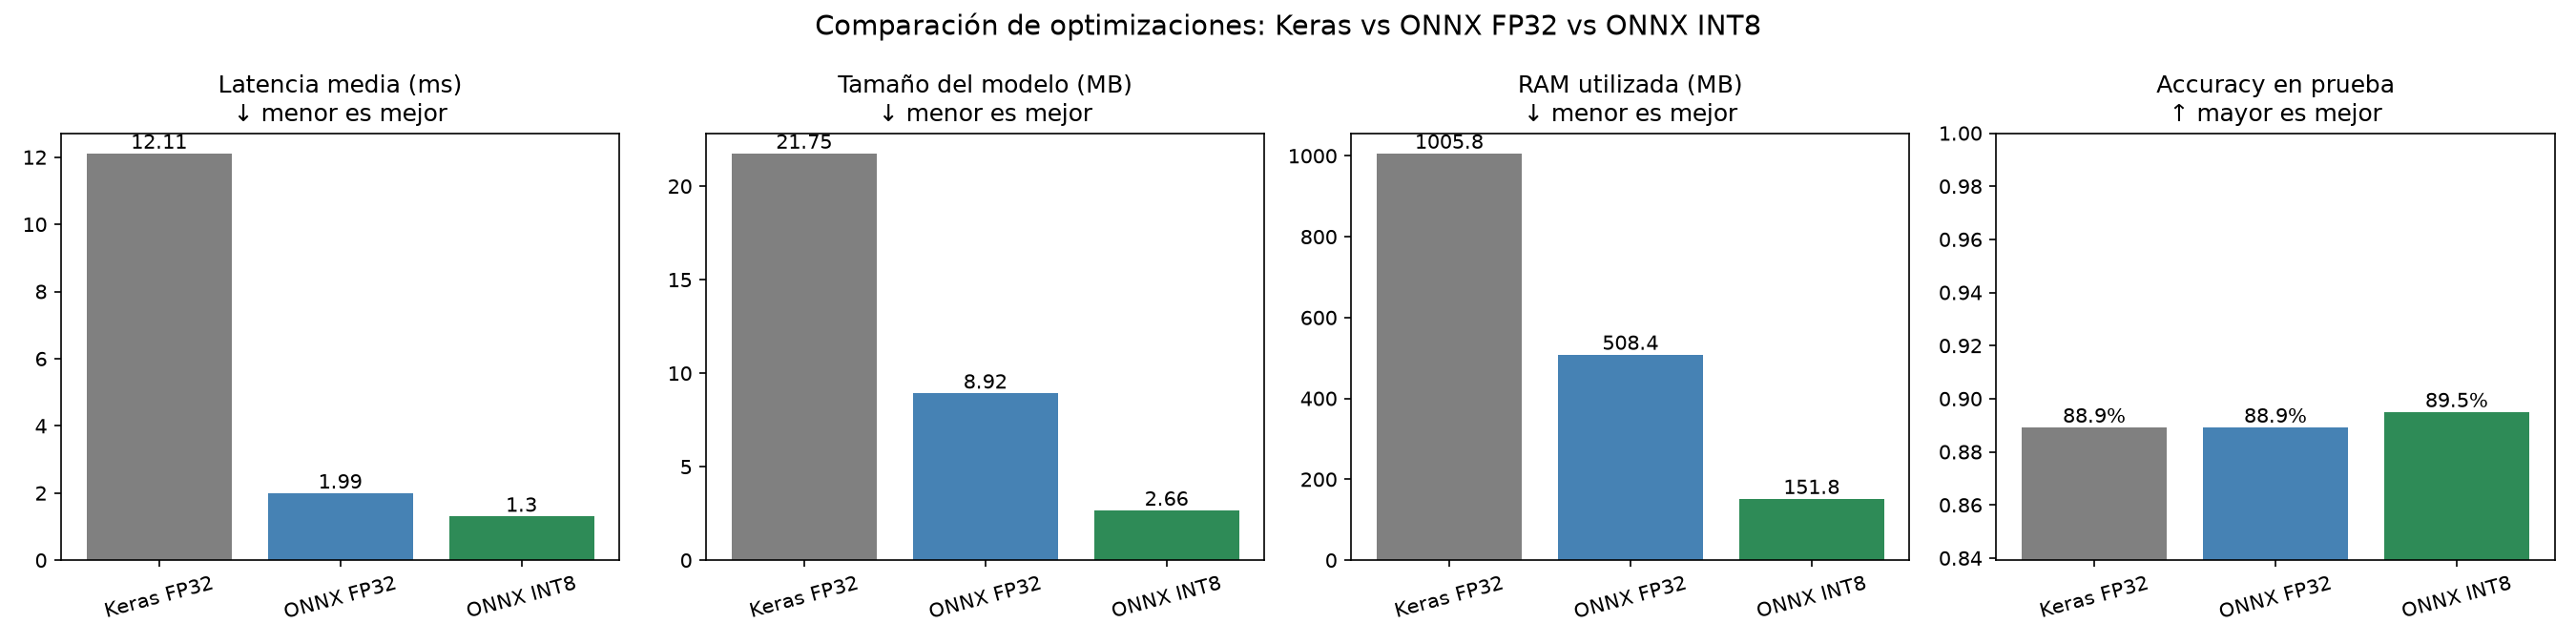 Comparación de optimizaciones: Keras vs ONNX FP32 vs ONNX INT8
Latencia media (ms)
↓ menor es mejor
12.11
1.99
1.3
12
10
8
6
4
2
0
Keras FP32
ONNX FP32
ONNX INT8
Tamaño del modelo (MB)
↓ menor es mejor
21.75
8.92
2.66
20
15
10
5
0
Keras FP32
ONNX FP32
ONNX INT8
RAM utilizada (MB)
↓ menor es mejor
1005.8
508.4
151.8
1000
800
600
400
200
0
Keras FP32
ONNX FP32
ONNX INT8
Accuracy en prueba
↑ mayor es mejor
88.9%
88.9%
89.5%
1.00
0.98
0.96
0.94
0.92
0.90
0.88
0.86
0.84
Keras FP32
ONNX FP32
ONNX INT8